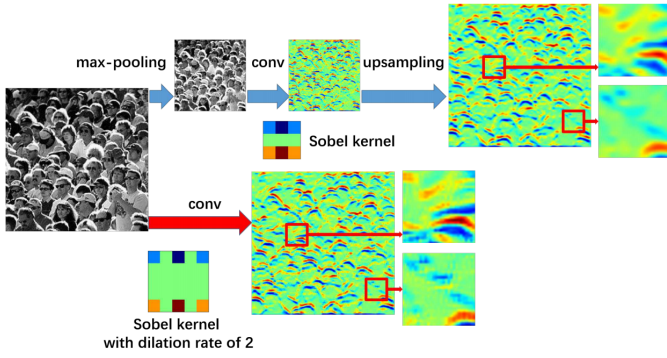 max-pooling
conv
upsampling
Sobel kernel
conv
Sobel kernel
with dilation rate of 2